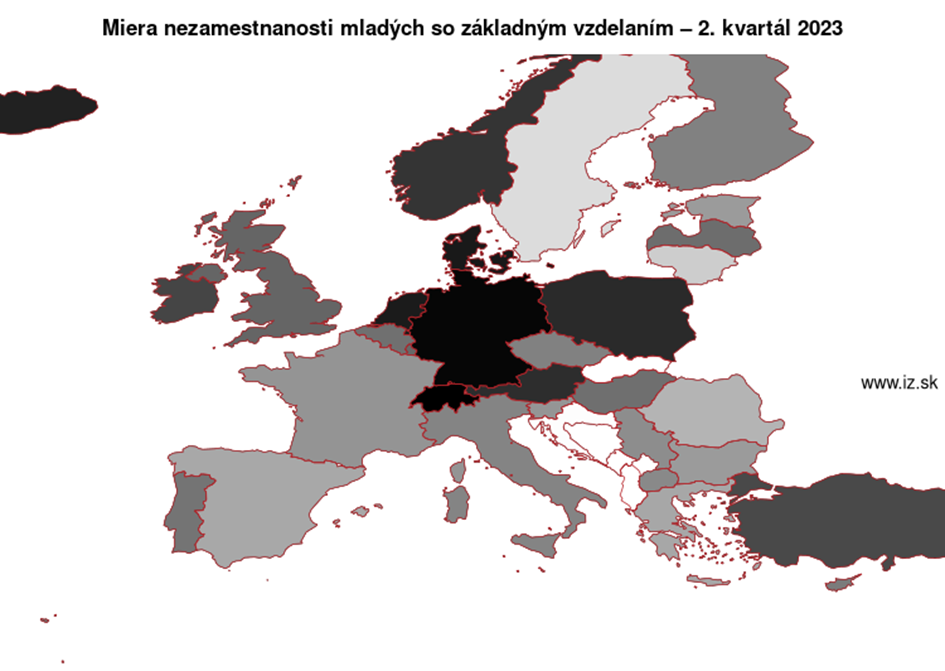 Miera nezamestnanosti mladých so základným vzdelaním – 2. kvartál 2023
www.iz.sk